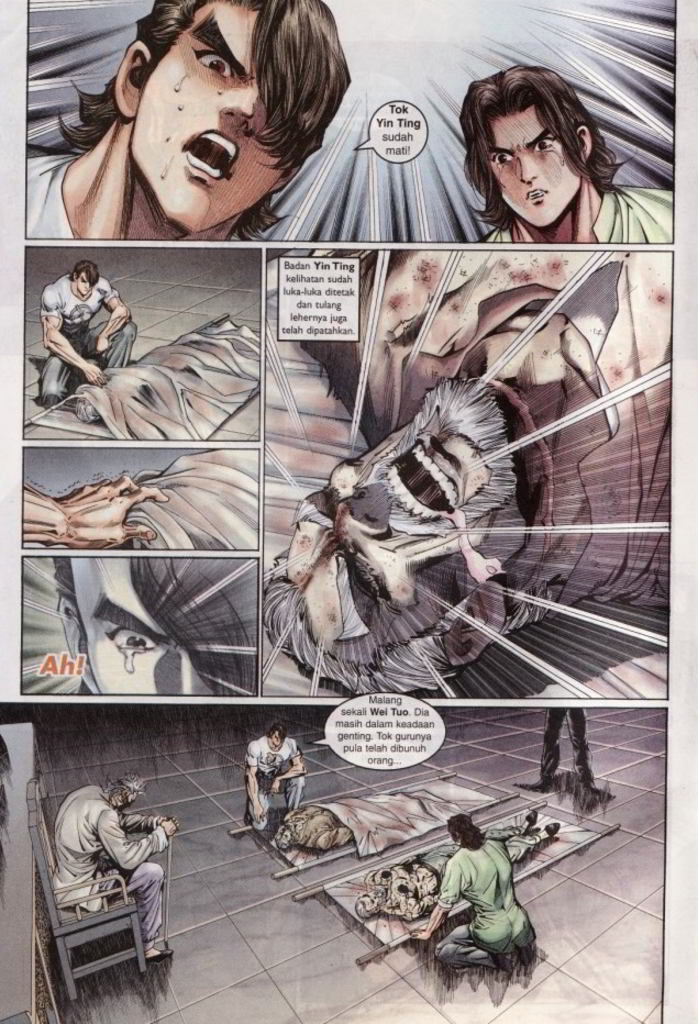 Tok
Yin Ting
sudah
mati!
Badan Yin Ting
kelihatan sudah
luka-luka ditetak
dan tulang
lehernya juga
telah dipatahkan.
Ah!
Malang
sekali Wei Tuo. Dia
masih dalam keadaan
genting. Tok gurunya
pula telah dibunuh
orang...